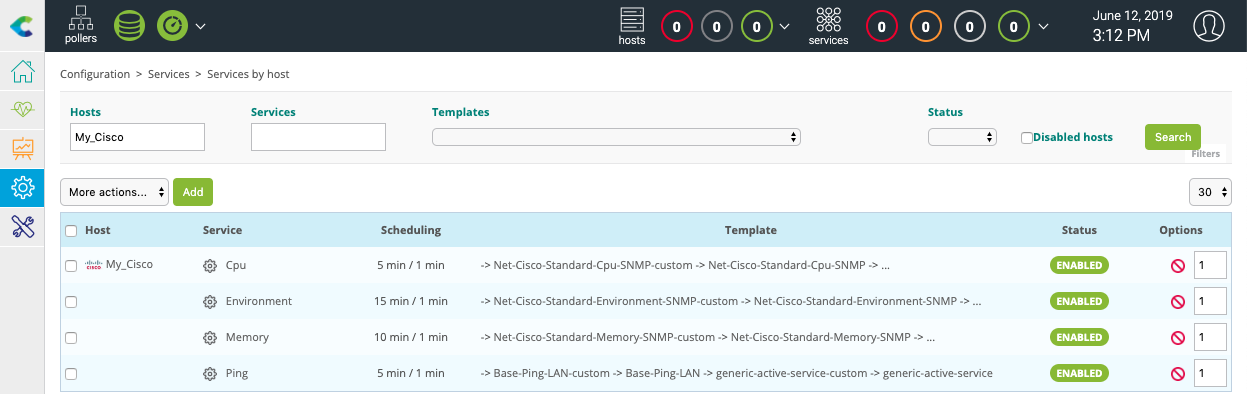 pollers
hosts
0 0 0
services
0 0 0 0
June 12, 2019
3:12 PM
Configuration > Services > Services by host
Hosts Services Templates Status
My_Cisco
Disabled hosts
Search
Filters
More actions... Add 30
Host Service Scheduling Template Status Options
CISCO My_Cisco Cpu 5 min / 1 min -> Net-Cisco-Standard-Cpu-SNMP-custom -> Net-Cisco-Standard-Cpu-SNMP -> ... ENABLED 1
Environment 15 min / 1 min -> Net-Cisco-Standard-Environment-SNMP-custom -> Net-Cisco-Standard-Environment-SNMP -> ... ENABLED 1
Memory 10 min / 1 min -> Net-Cisco-Standard-Memory-SNMP-custom -> Net-Cisco-Standard-Memory-SNMP -> ... ENABLED 1
Ping 5 min / 1 min -> Base-Ping-LAN-custom -> Base-Ping-LAN -> generic-active-service-custom -> generic-active-service ENABLED 1